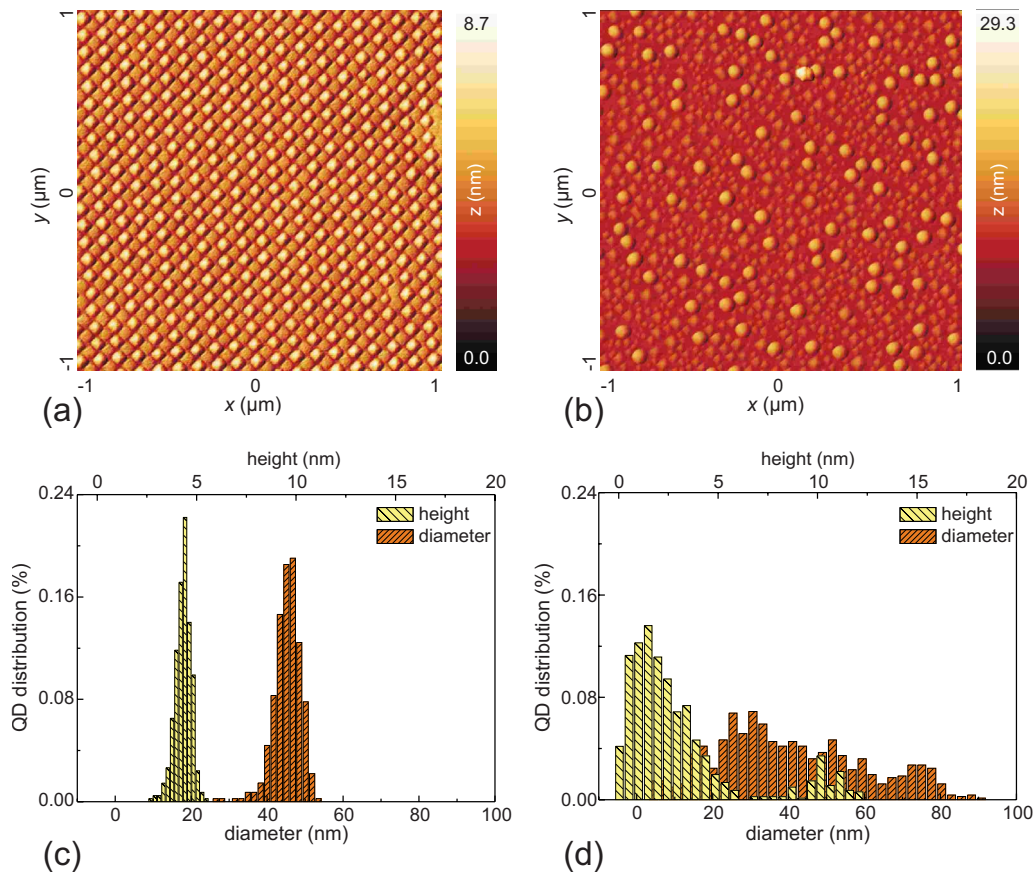 1
0
-1
y (µm)
-1
0
1
x (µm)
8.7
z (nm)
0.0
(a)
1
0
-1
y (µm)
-1
0
1
x (µm)
29.3
z (nm)
0.0
(b)
height (nm)
0
5
10
15
20
0.24
0.16
0.08
0.00
QD distribution (%)
height
diameter
0
20
40
60
80
100
diameter (nm)
(c)
height (nm)
0
5
10
15
20
0.24
0.16
0.08
0.00
QD distribution (%)
height
diameter
0
20
40
60
80
100
diameter (nm)
(d)